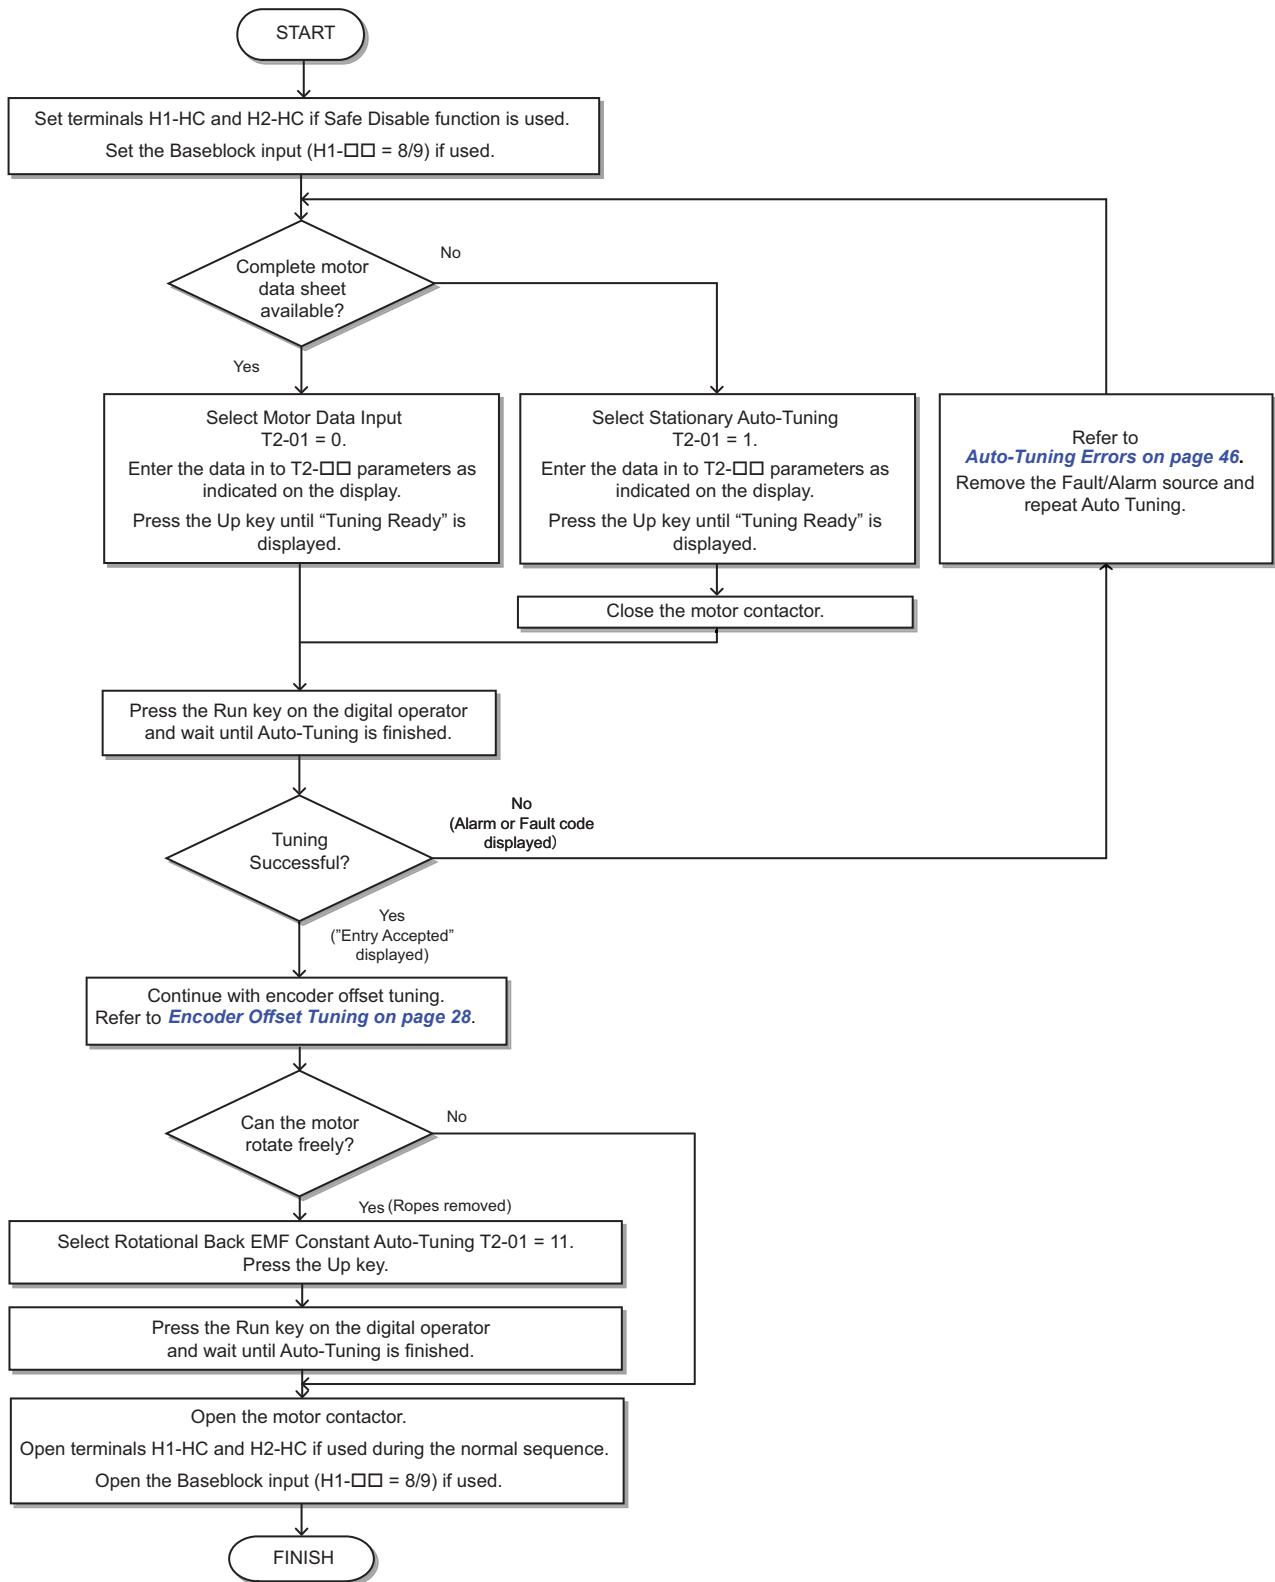 START
Set terminals H1-HC and H2-HC if Safe Disable function is used.
Set the Baseblock input (H1-□□ = 8/9) if used.
Complete motor
data sheet
available?
No
Yes
Select Motor Data Input
T2-01 = 0.
Enter the data in to T2-□□ parameters as
indicated on the display.
Press the Up key until “Tuning Ready” is
displayed.
Select Stationary Auto-Tuning
T2-01 = 1.
Enter the data in to T2-□□ parameters as
indicated on the display.
Press the Up key until “Tuning Ready” is
displayed.
Refer to
Auto-Tuning Errors on page 46.
Remove the Fault/Alarm source and
repeat Auto Tuning.
Close the motor contactor.
Press the Run key on the digital operator
and wait until Auto-Tuning is finished.
Tuning
Successful?
No
(Alarm or Fault code
displayed)
Yes
(”Entry Accepted”
displayed)
Continue with encoder offset tuning.
Refer to Encoder Offset Tuning on page 28.
Can the motor
rotate freely?
No
Yes (Ropes removed)
Select Rotational Back EMF Constant Auto-Tuning T2-01 = 11.
Press the Up key.
Press the Run key on the digital operator
and wait until Auto-Tuning is finished.
Open the motor contactor.
Open terminals H1-HC and H2-HC if used during the normal sequence.
Open the Baseblock input (H1-□□ = 8/9) if used.
FINISH